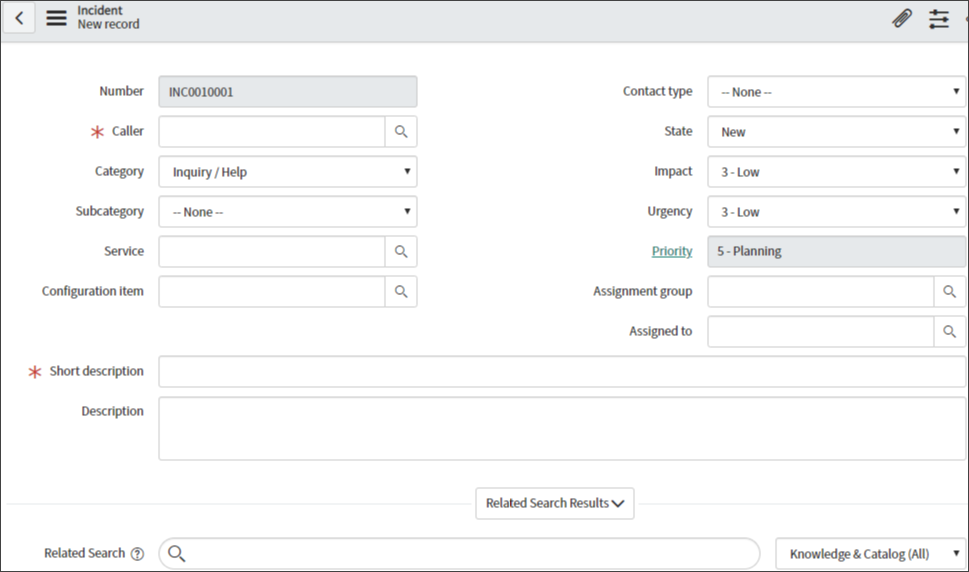 Incident
New record
Number INC0010001
Contact type -- None --
* Caller
State New
Category Inquiry / Help
Impact 3 - Low
Subcategory -- None --
Urgency 3 - Low
Service
Priority 5 - Planning
Configuration item
Assignment group
Assigned to
* Short description
Description
Related Search Results
Related Search ? Knowledge & Catalog (All)